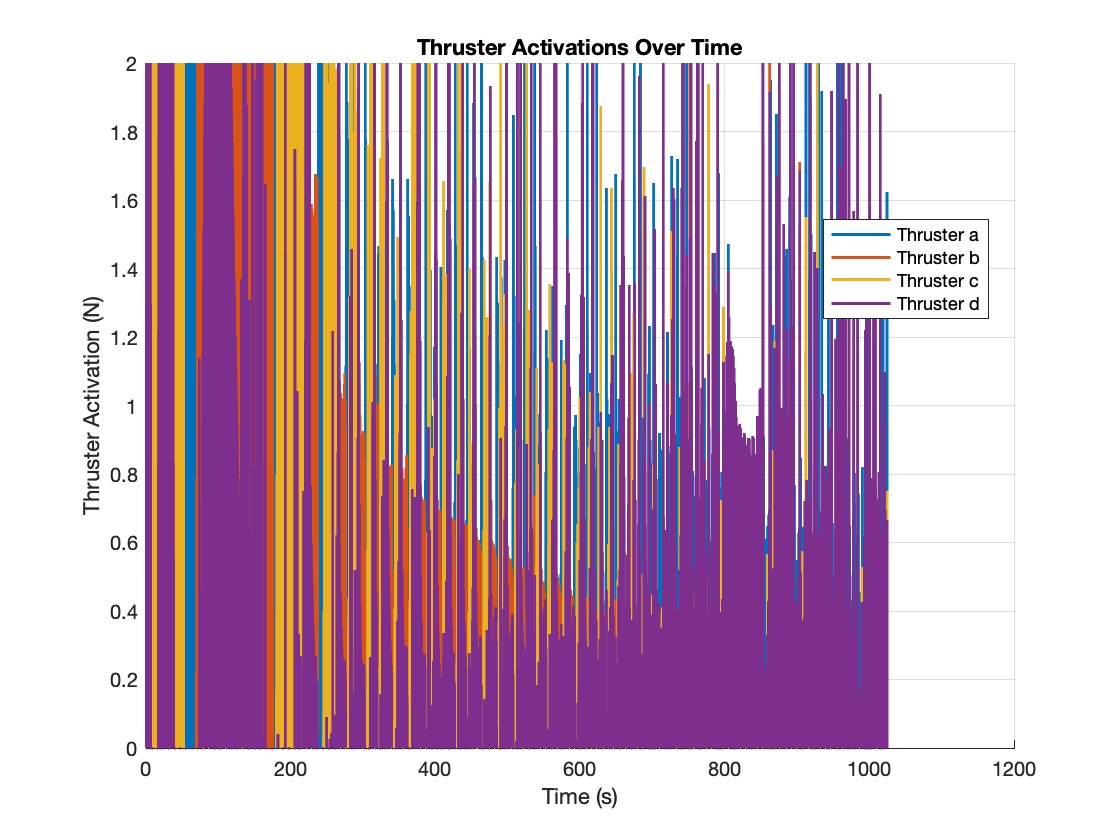 Thruster Activations Over Time
2
1.8
1.6
1.4
1.2
1
0.8
0.6
0.4
0.2
0
Thruster Activation (N)
Thruster a
Thruster b
Thruster c
Thruster d
0 200 400 600 800 1000 1200
Time (s)